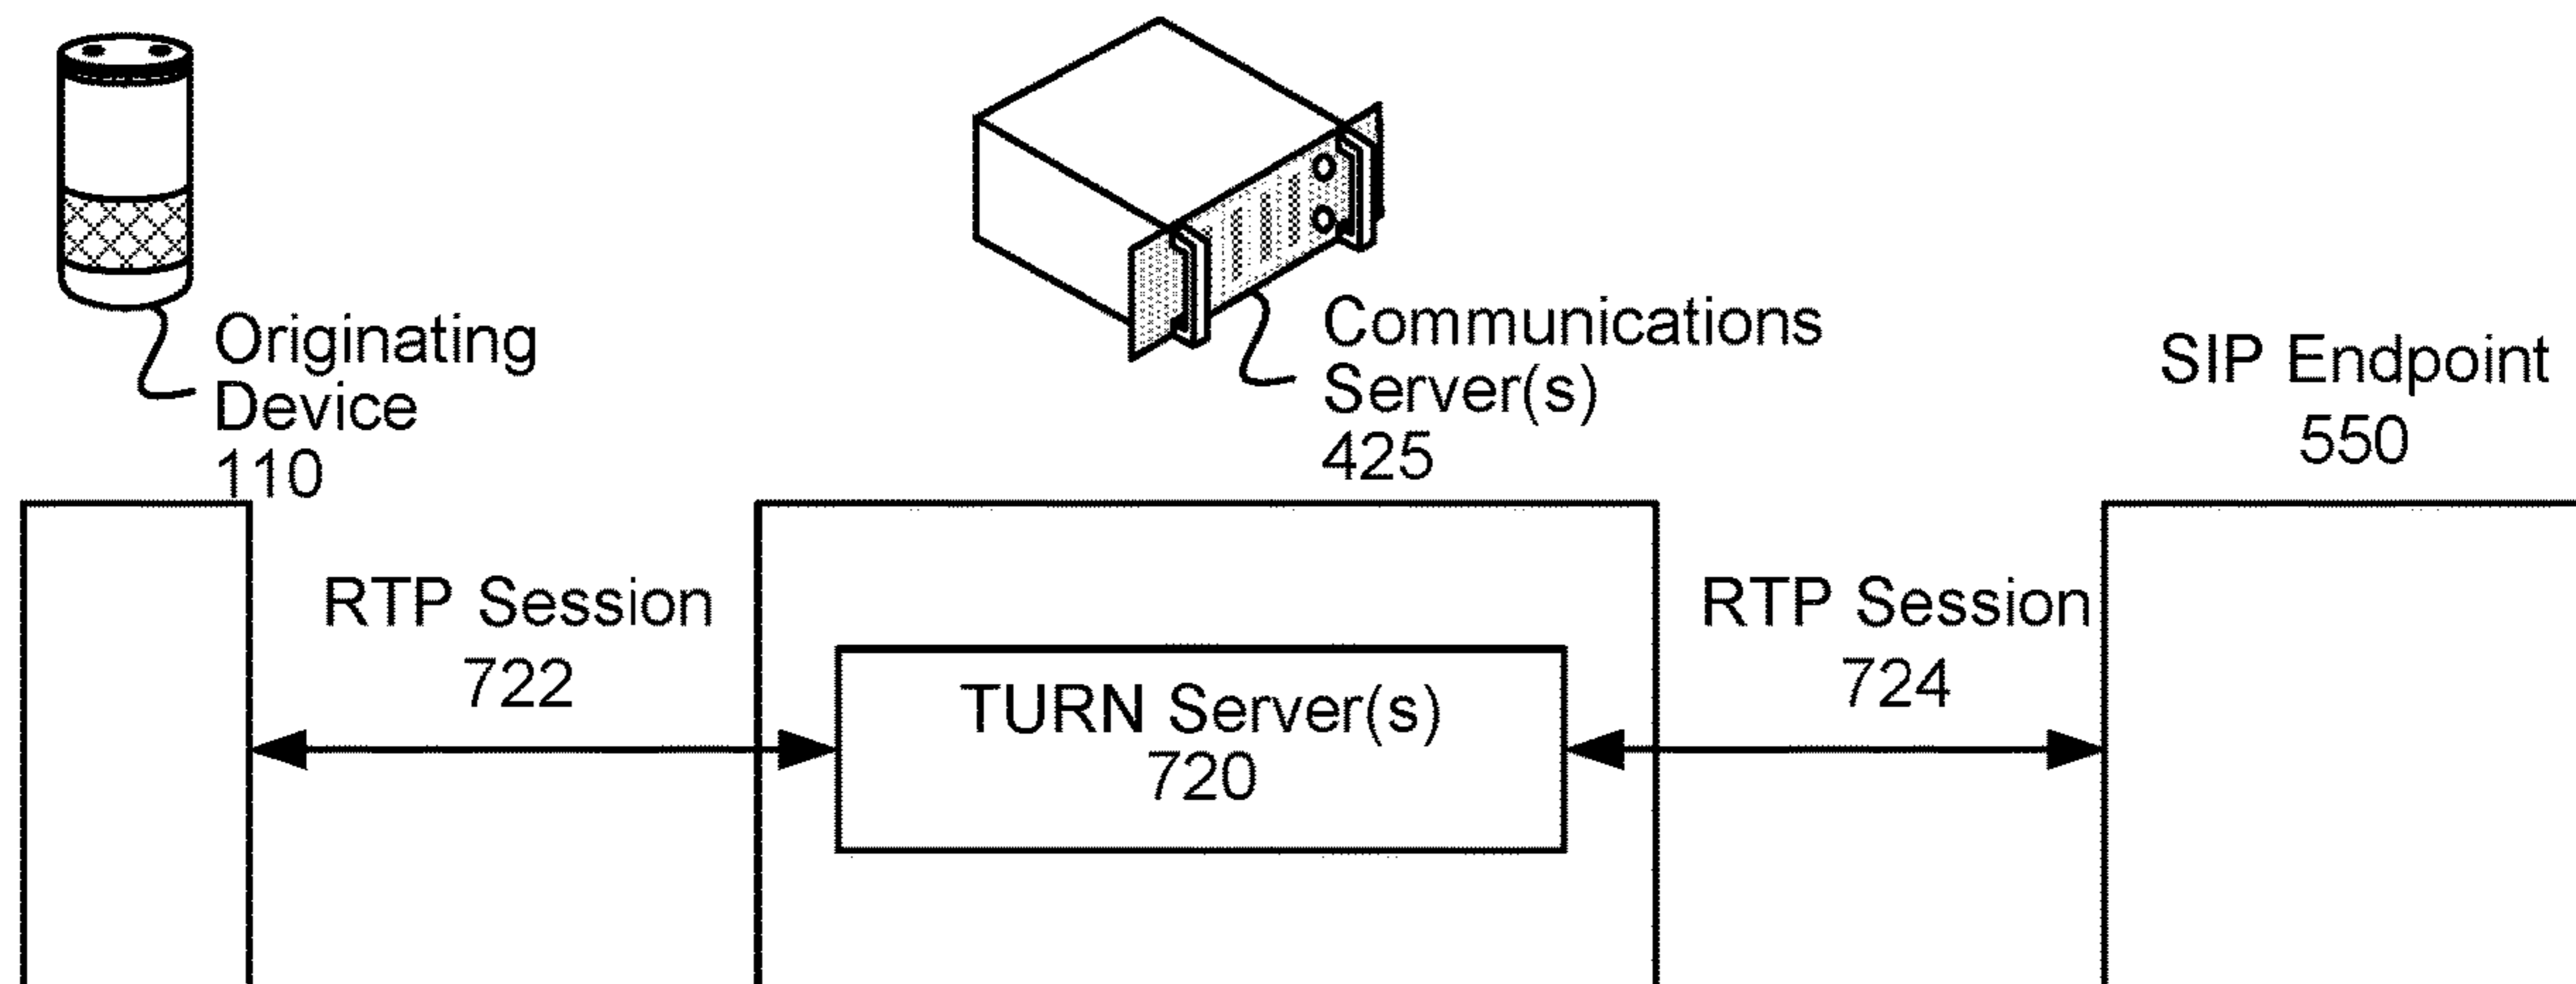 Originating
Device
110
Communications
Server(s)
425
SIP Endpoint
550
RTP Session
722
TURN Server(s)
720
RTP Session
724